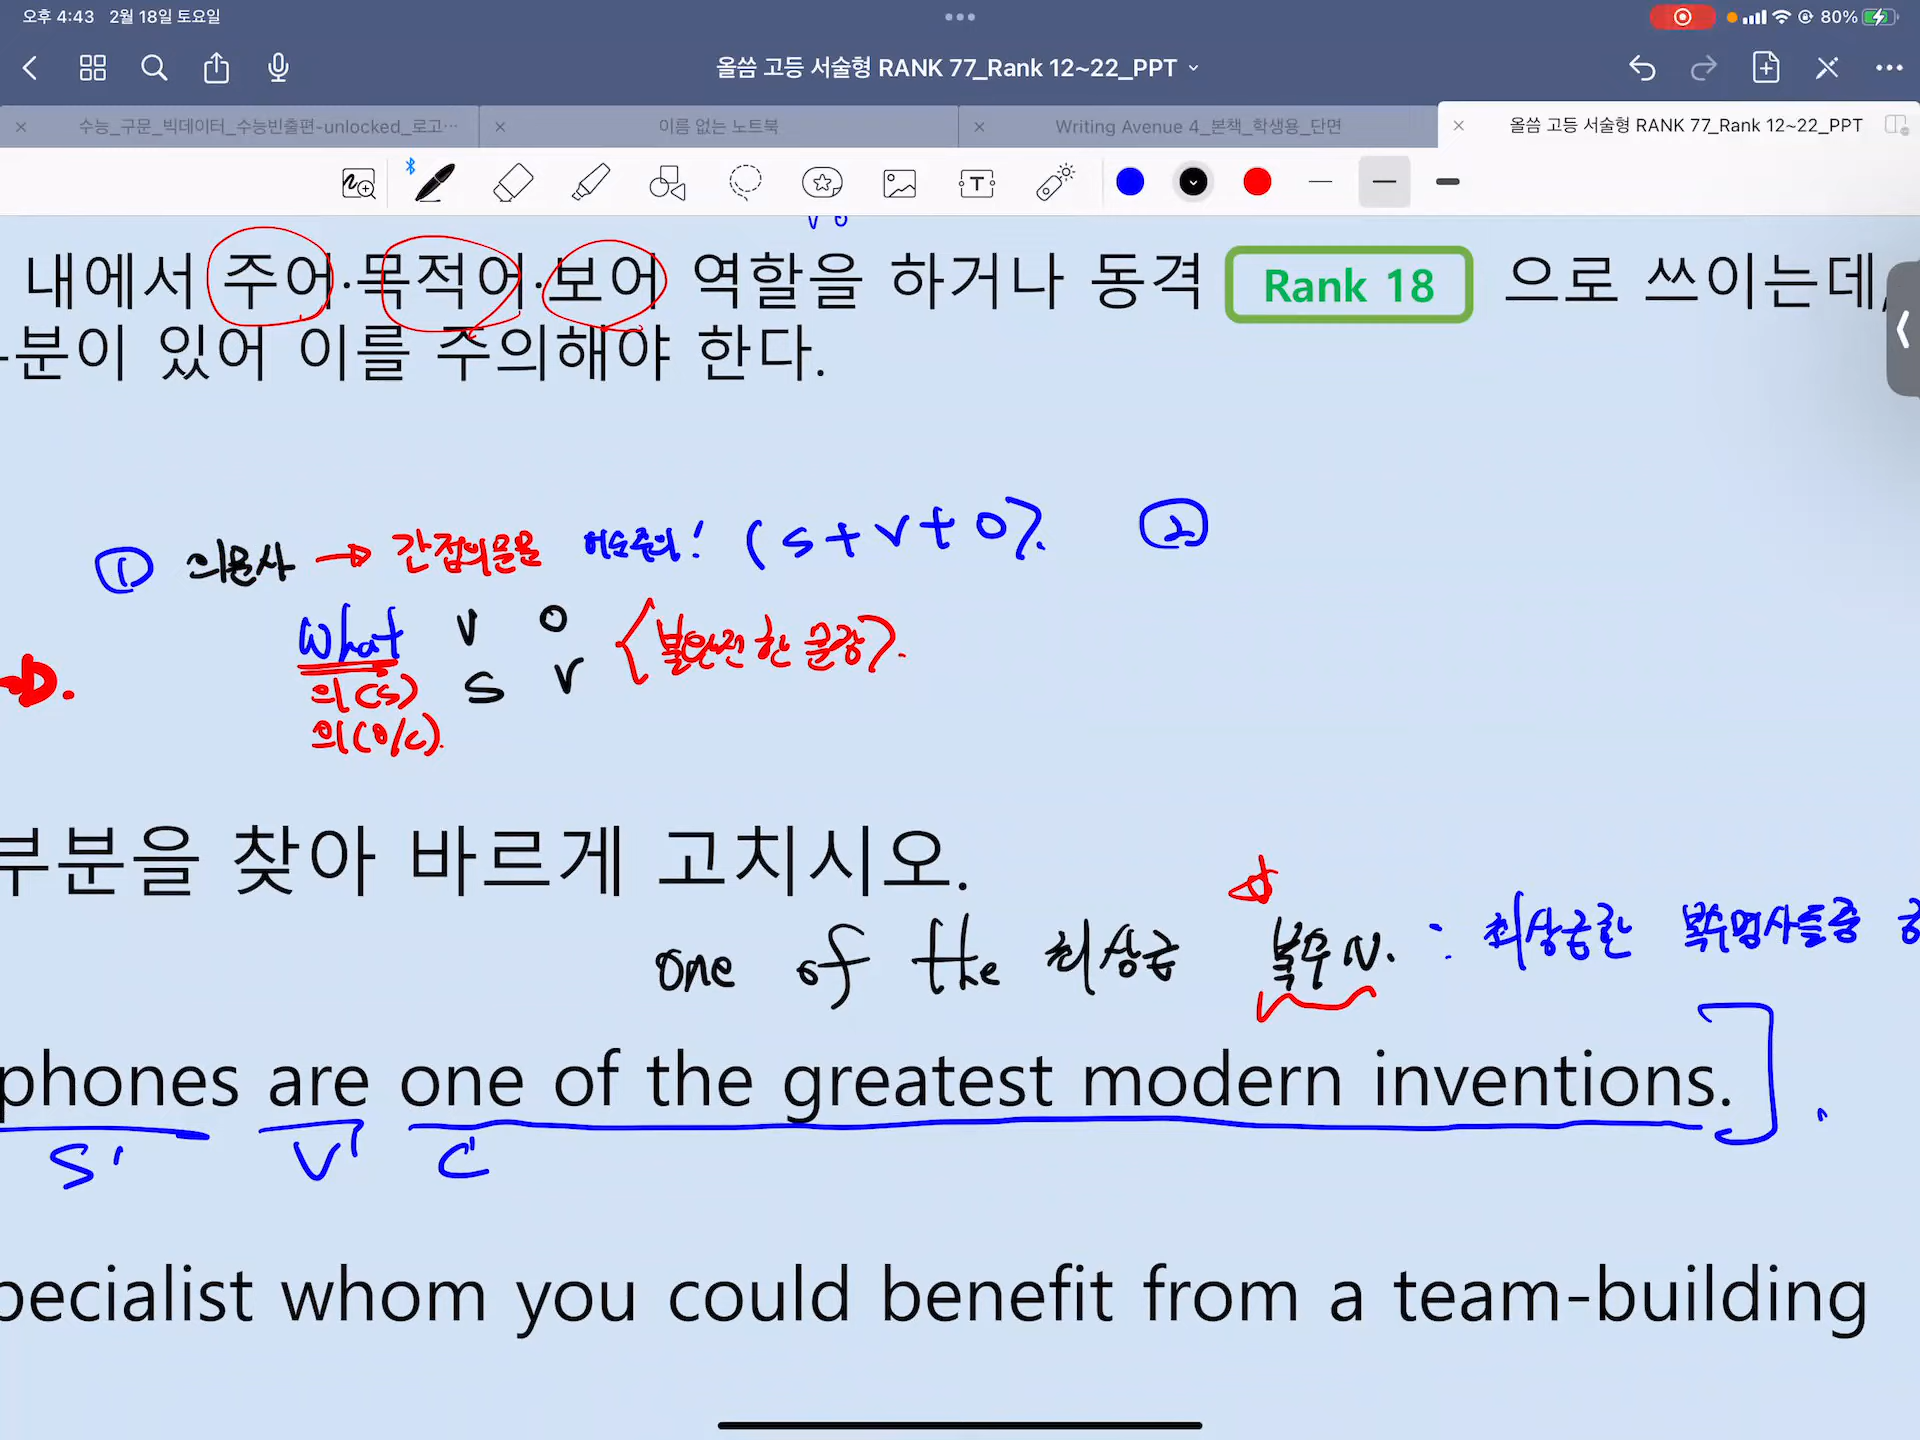 오후 4:43 2월 18일 토요일
80%
올씀 고등 서술형 RANK 77_Rank 12~22_PPT
수능_구문_빅데이터_수능빈출편-unlocked_로고…
이름 없는 노트북
Writing Avenue 4_본책_학생용_단면
올씀 고등 서술형 RANK 77_Rank 12~22_PPT
내에서 주어·목적어·보어 역할을 하거나 동격 Rank 18 으로 쓰이는데,
분이 있어 이를 주의해야 한다.
① 의문사 → 간접의문문 어순주의! (S+V+O). ②
What V O (불완전한 문장).
의(S) S V
의(O/C).
부분을 찾아 바르게 고치시오.
one of the 최상급 복수N. : 최상급한 복수명사들중
phones are one of the greatest modern inventions.
S' V' C'
pecialist whom you could benefit from a team-building